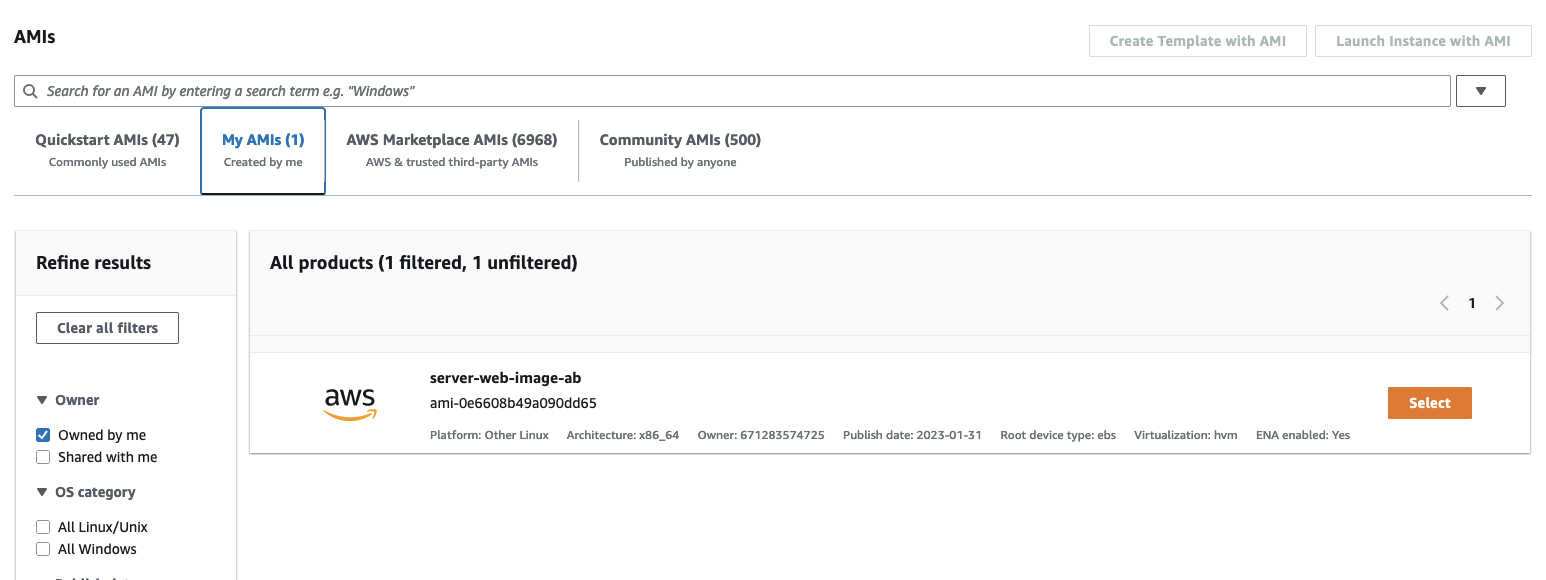 AMIs
Create Template with AMI
Launch Instance with AMI
Search for an AMI by entering a search term e.g. "Windows"
Quickstart AMIs (47)
Commonly used AMIs
My AMIs (1)
Created by me
AWS Marketplace AMIs (6968)
AWS & trusted third-party AMIs
Community AMIs (500)
Published by anyone
Refine results
Clear all filters
Owner
Owned by me
Shared with me
OS category
All Linux/Unix
All Windows
All products (1 filtered, 1 unfiltered)
1
aws
server-web-image-ab
ami-0e6608b49a090dd65
Platform: Other Linux Architecture: x86_64 Owner: 671283574725 Publish date: 2023-01-31 Root device type: ebs Virtualization: hvm ENA enabled: Yes
Select